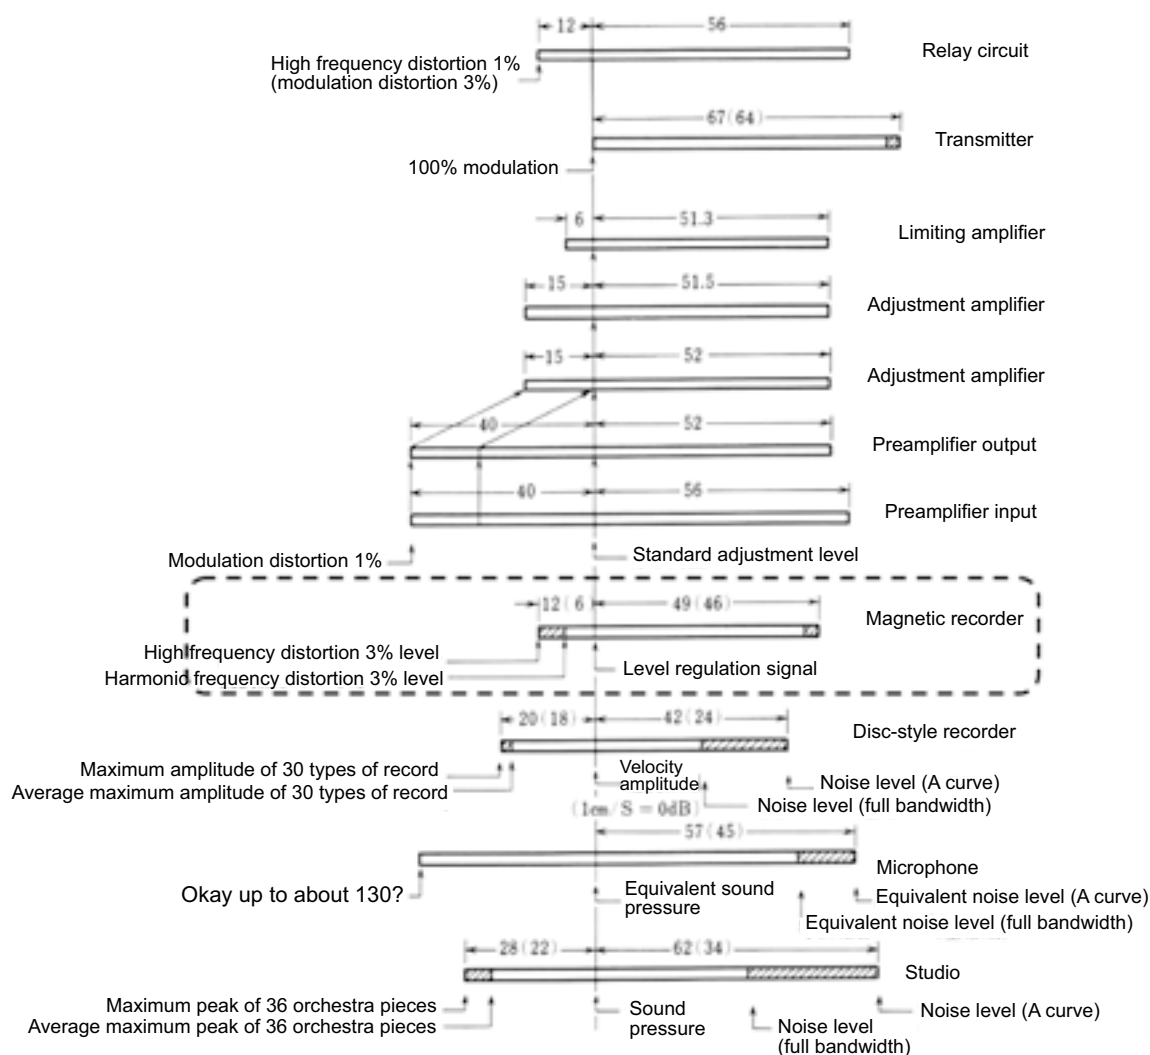 12 56
Relay circuit
High frequency distortion 1%
(modulation distortion 3%)
67(64)
Transmitter
100% modulation
6 51.3
Limiting amplifier
15 51.5
Adjustment amplifier
15 52
Adjustment amplifier
40 52
Preamplifier output
40 56
Preamplifier input
Modulation distortion 1%
Standard adjustment level
12(6) 49(46)
Magnetic recorder
High frequency distortion 3% level
Harmonic frequency distortion 3% level
Level regulation signal
20(18) 42(24)
Disc-style recorder
Maximum amplitude of 30 types of record
Average maximum amplitude of 30 types of record
Velocity
amplitude
(1cm/S = 0dB)
Noise level (A curve)
Noise level (full bandwidth)
57(45)
Microphone
Okay up to about 130?
Equivalent sound
pressure
Equivalent noise level (A curve)
Equivalent noise level (full bandwidth)
28(22) 62(34)
Studio
Maximum peak of 36 orchestra pieces
Average maximum peak of 36 orchestra pieces
Sound
pressure
Noise level (A curve)
Noise level
(full bandwidth)